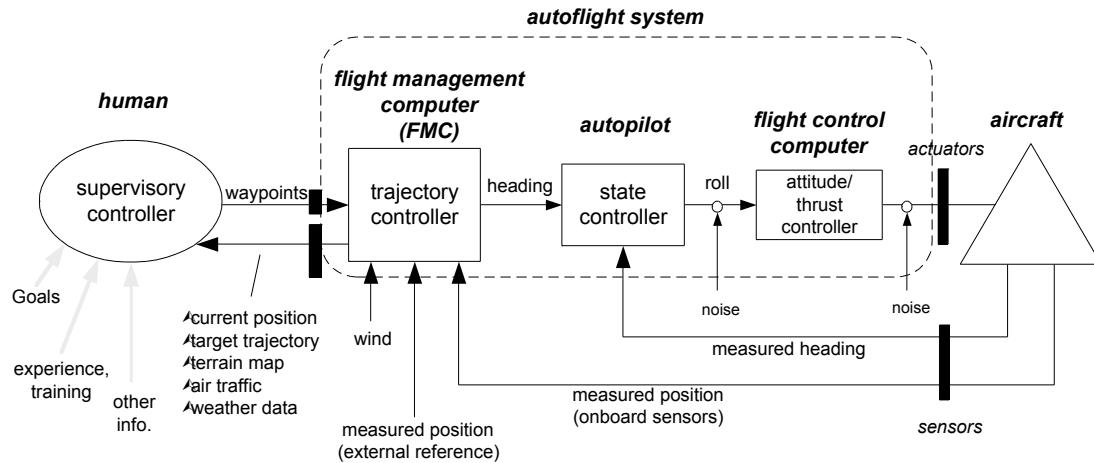 autoflight system
flight management
computer
(FMC)
human
autopilot
flight control
computer
aircraft
actuators
supervisory
controller
waypoints
trajectory
controller
heading
state
controller
roll
attitude/
thrust
controller
Goals
experience,
training
other
info.
current position
target trajectory
terrain map
air traffic
weather data
wind
measured position
(external reference)
noise
noise
measured heading
measured position
(onboard sensors)
sensors